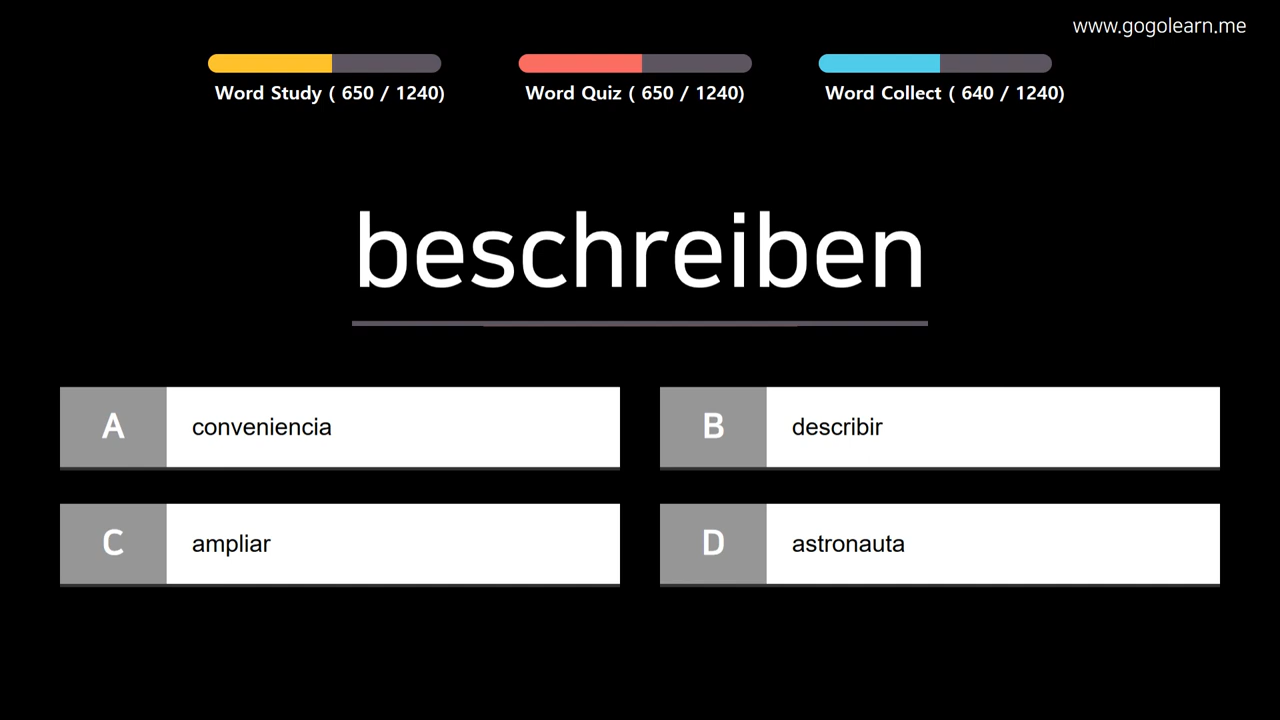 www.gogolearn.me
Word Study ( 650 / 1240)
Word Quiz ( 650 / 1240)
Word Collect ( 640 / 1240)
beschreiben
A conveniencia
B describir
C ampliar
D astronauta